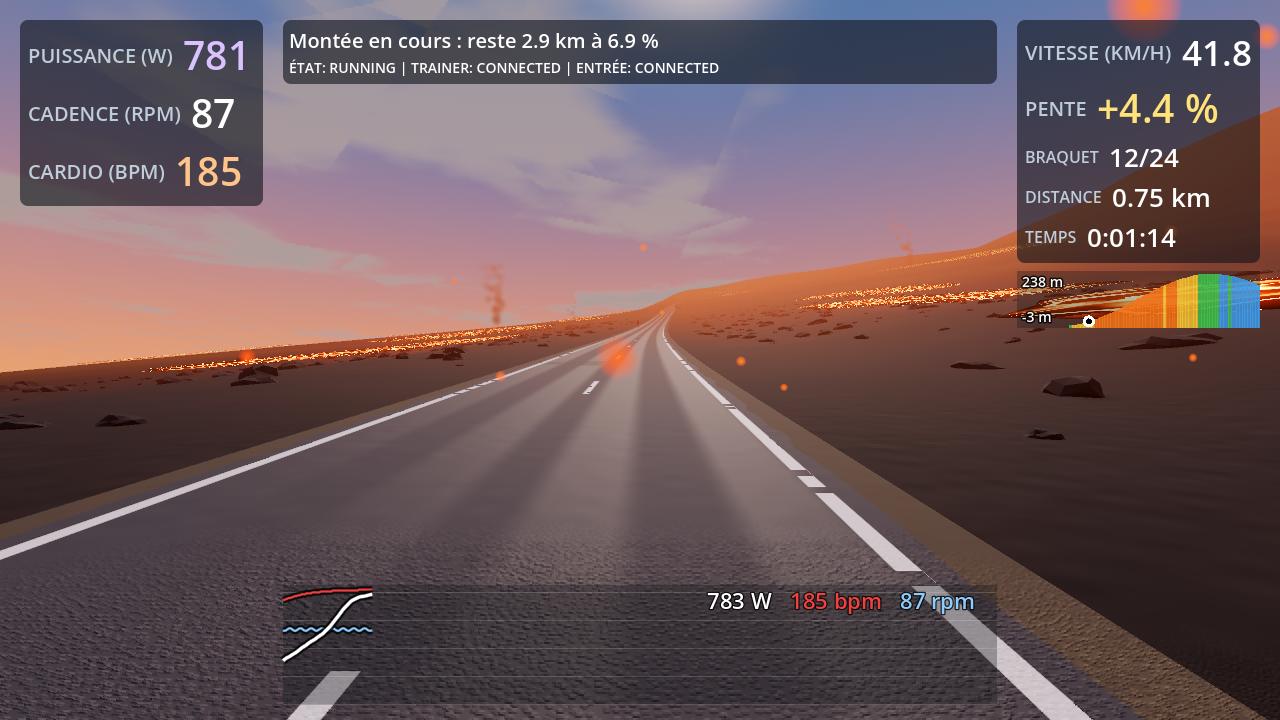 PUISSANCE (W) 781
CADENCE (RPM) 87
CARDIO (BPM) 185
Montée en cours : reste 2.9 km à 6.9 %
ÉTAT: RUNNING | TRAINER: CONNECTED | ENTRÉE: CONNECTED
VITESSE (KM/H) 41.8
PENTE +4.4 %
BRAQUET 12/24
DISTANCE 0.75 km
TEMPS 0:01:14
238 m
-3 m
783 W 185 bpm 87 rpm